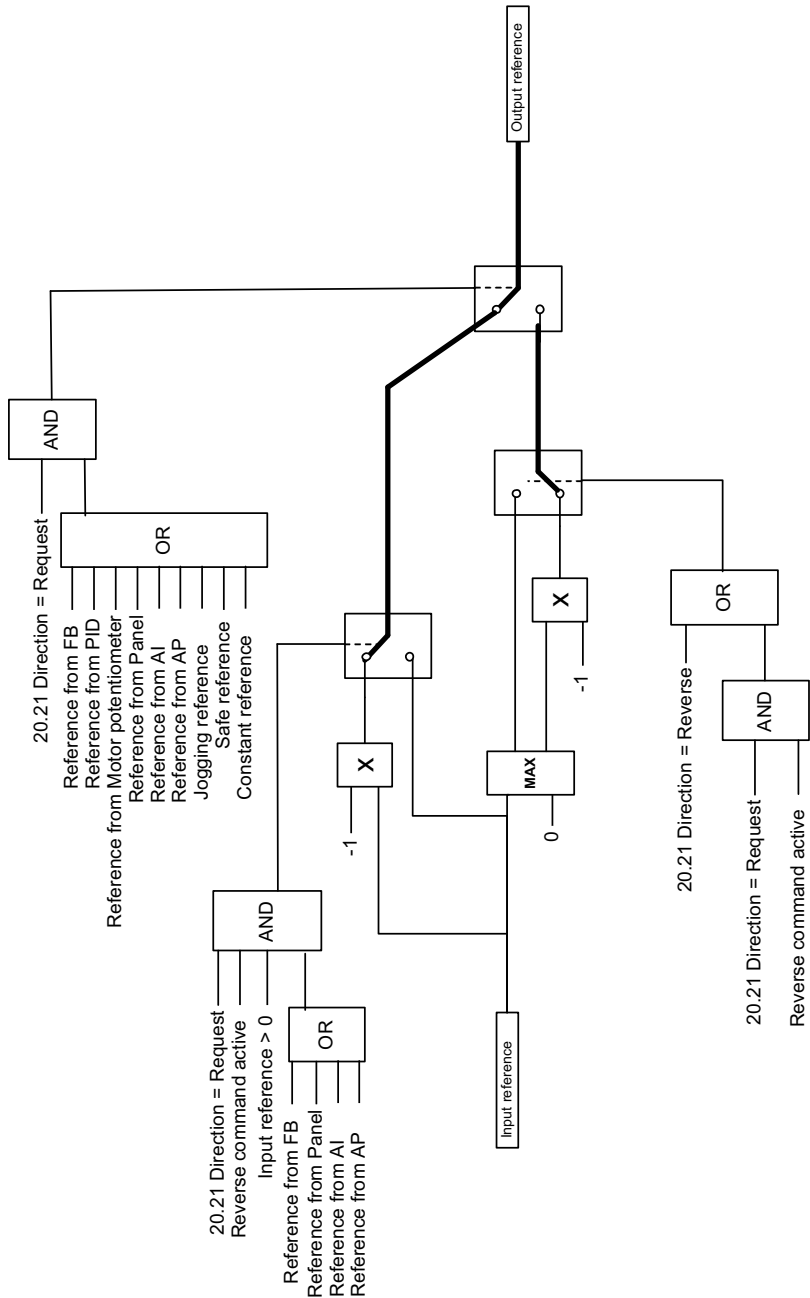 20.21 Direction = Request
Reference from FB
Reference from PID
Reference from Motor potentiometer
Reference from Panel
Reference from AI
Reference from AP
Jogging reference
Safe reference
Constant reference
OR
AND
20.21 Direction = Request
Reverse command active
Input reference > 0
Reference from FB
Reference from Panel
Reference from AI
Reference from AP
OR
AND
-1
X
Input reference
0
MAX
-1
X
Output reference
20.21 Direction = Reverse
20.21 Direction = Request
Reverse command active
AND
OR